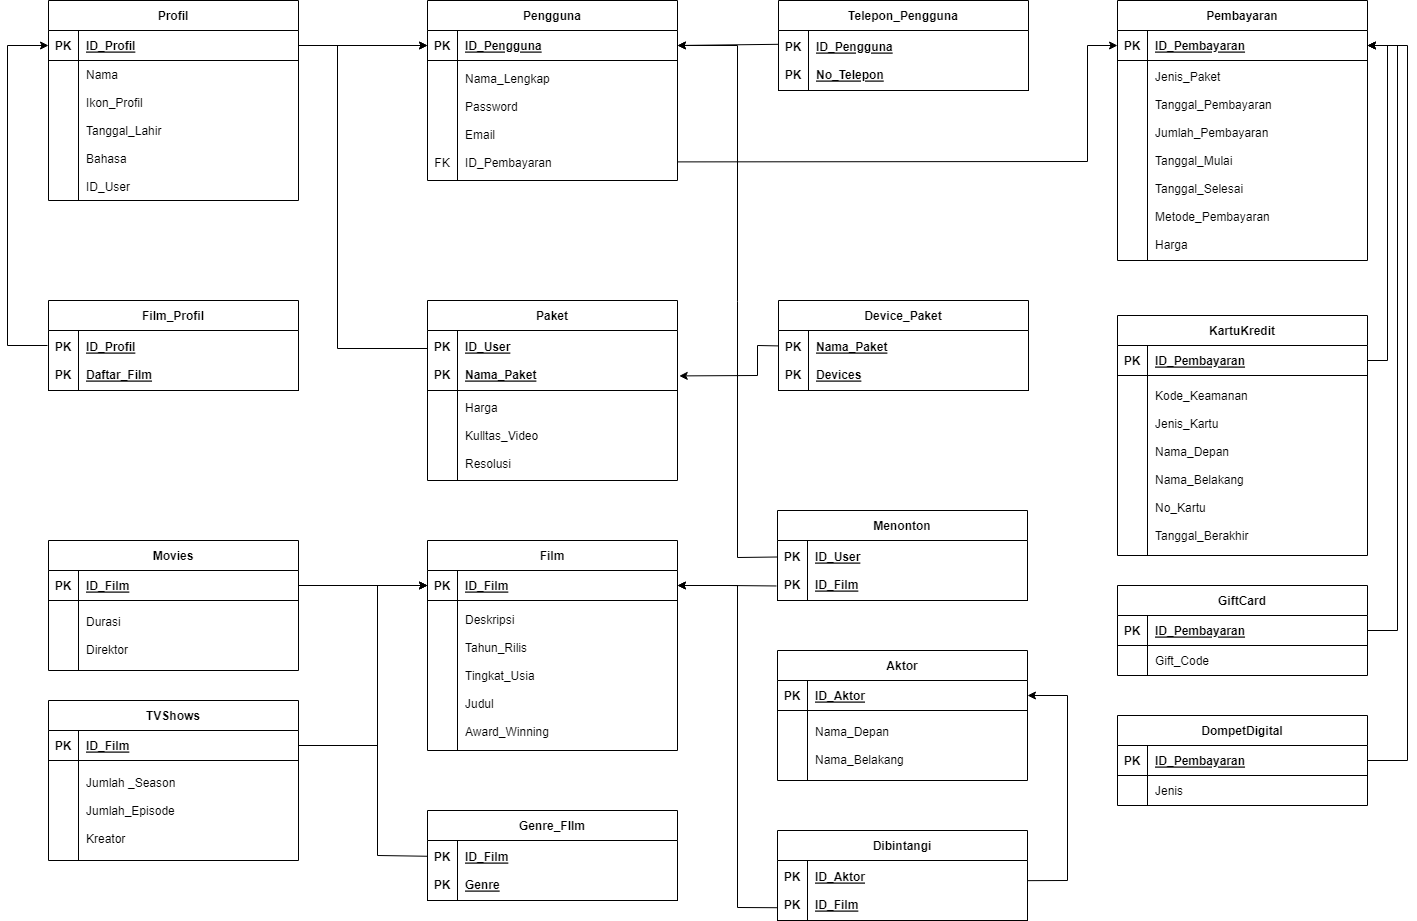 Profil
PK ID_Profil
Nama
Ikon_Profil
Tanggal_Lahir
Bahasa
ID_User
Pengguna
PK ID_Pengguna
Nama_Lengkap
Password
Email
FK ID_Pembayaran
Telepon_Pengguna
PK ID_Pengguna
PK No_Telepon
Pembayaran
PK ID_Pembayaran
Jenis_Paket
Tanggal_Pembayaran
Jumlah_Pembayaran
Tanggal_Mulai
Tanggal_Selesai
Metode_Pembayaran
Harga
Film_Profil
PK ID_Profil
PK Daftar_Film
Paket
PK ID_User
PK Nama_Paket
Harga
KulItas_Video
Resolusi
Device_Paket
PK Nama_Paket
PK Devices
KartuKredit
PK ID_Pembayaran
Kode_Keamanan
Jenis_Kartu
Nama_Depan
Nama_Belakang
No_Kartu
Tanggal_Berakhir
Movies
PK ID_Film
Durasi
Direktor
Film
PK ID_Film
Deskripsi
Tahun_Rilis
Tingkat_Usia
Judul
Award_Winning
Menonton
PK ID_User
PK ID_Film
GiftCard
PK ID_Pembayaran
Gift_Code
TVShows
PK ID_Film
Jumlah _Season
Jumlah_Episode
Kreator
Aktor
PK ID_Aktor
Nama_Depan
Nama_Belakang
DompetDigital
PK ID_Pembayaran
Jenis
Genre_FIlm
PK ID_Film
PK Genre
Dibintangi
PK ID_Aktor
PK ID_Film